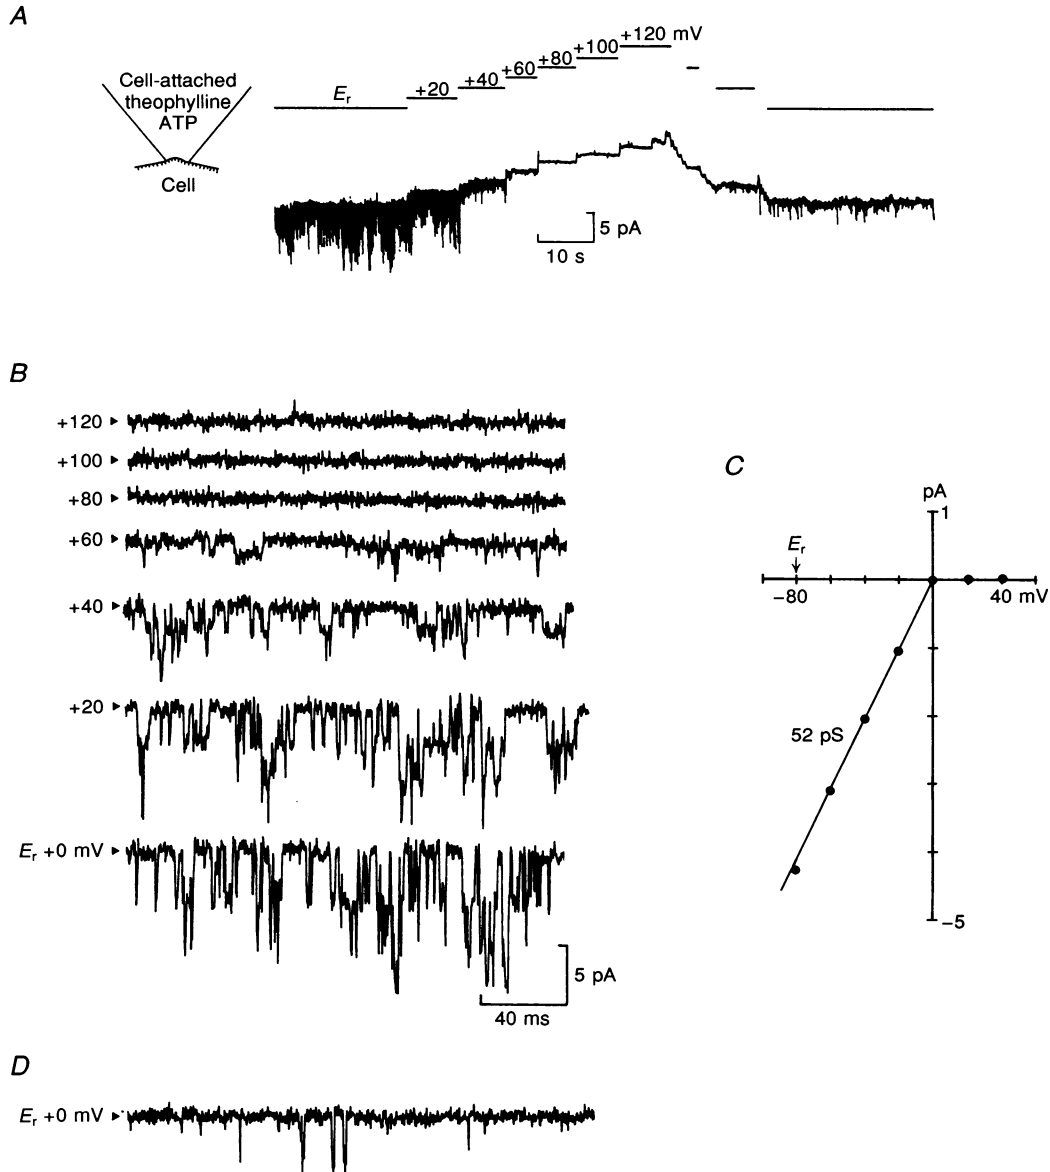 A
Cell-attached
theophylline
ATP
Cell
Er
+20
+40
+60
+80
+100
+120 mV
5 pA
10 s
B
+120
+100
+80
+60
+40
+20
Er +0 mV
5 pA
40 ms
C
pA
1
Er
−80
40 mV
52 pS
−5
D
Er +0 mV